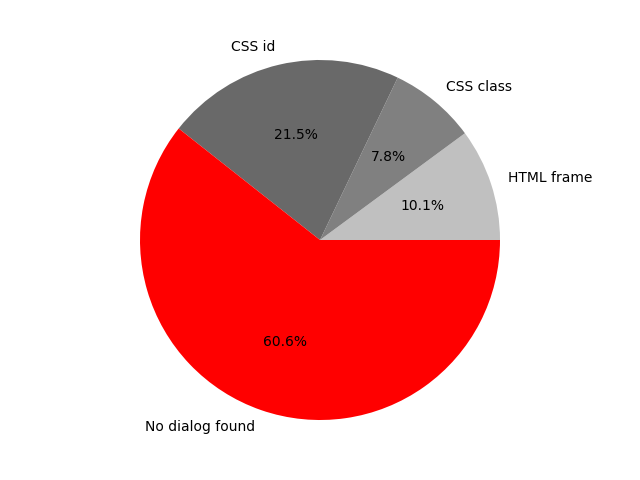 CSS id
CSS class
21.5%
7.8%
HTML frame
10.1%
60.6%
No dialog found